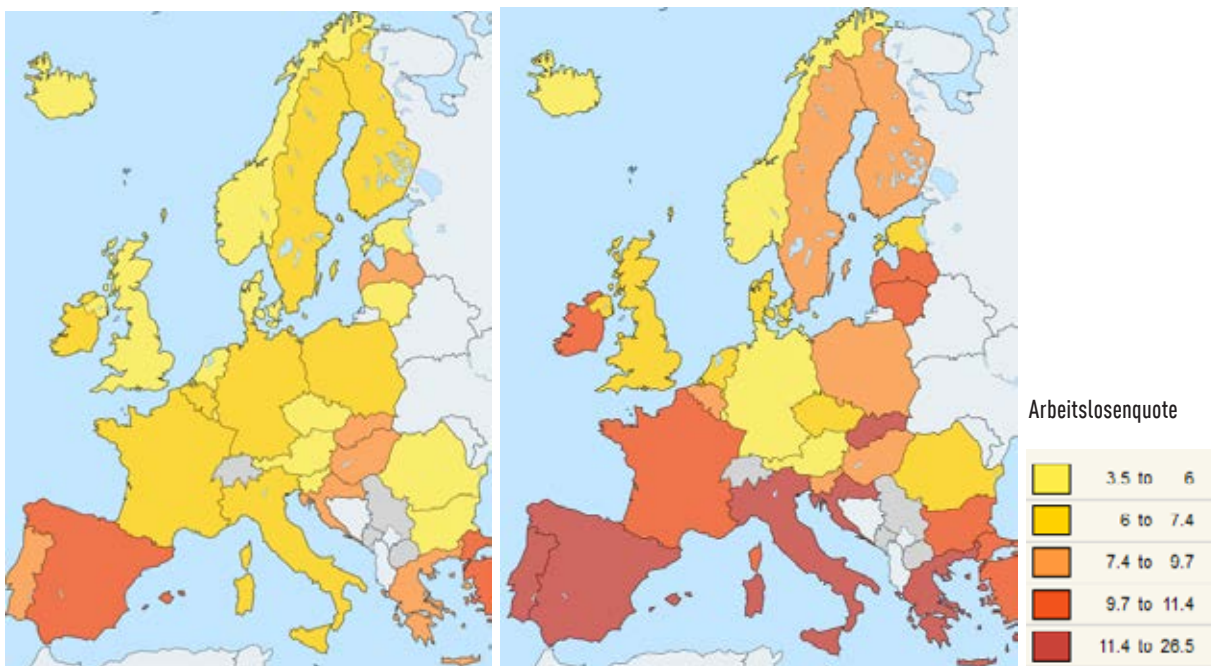 Arbeitslosenquote
3.5 to 6
6 to 7.4
7.4 to 9.7
9.7 to 11.4
11.4 to 26.5